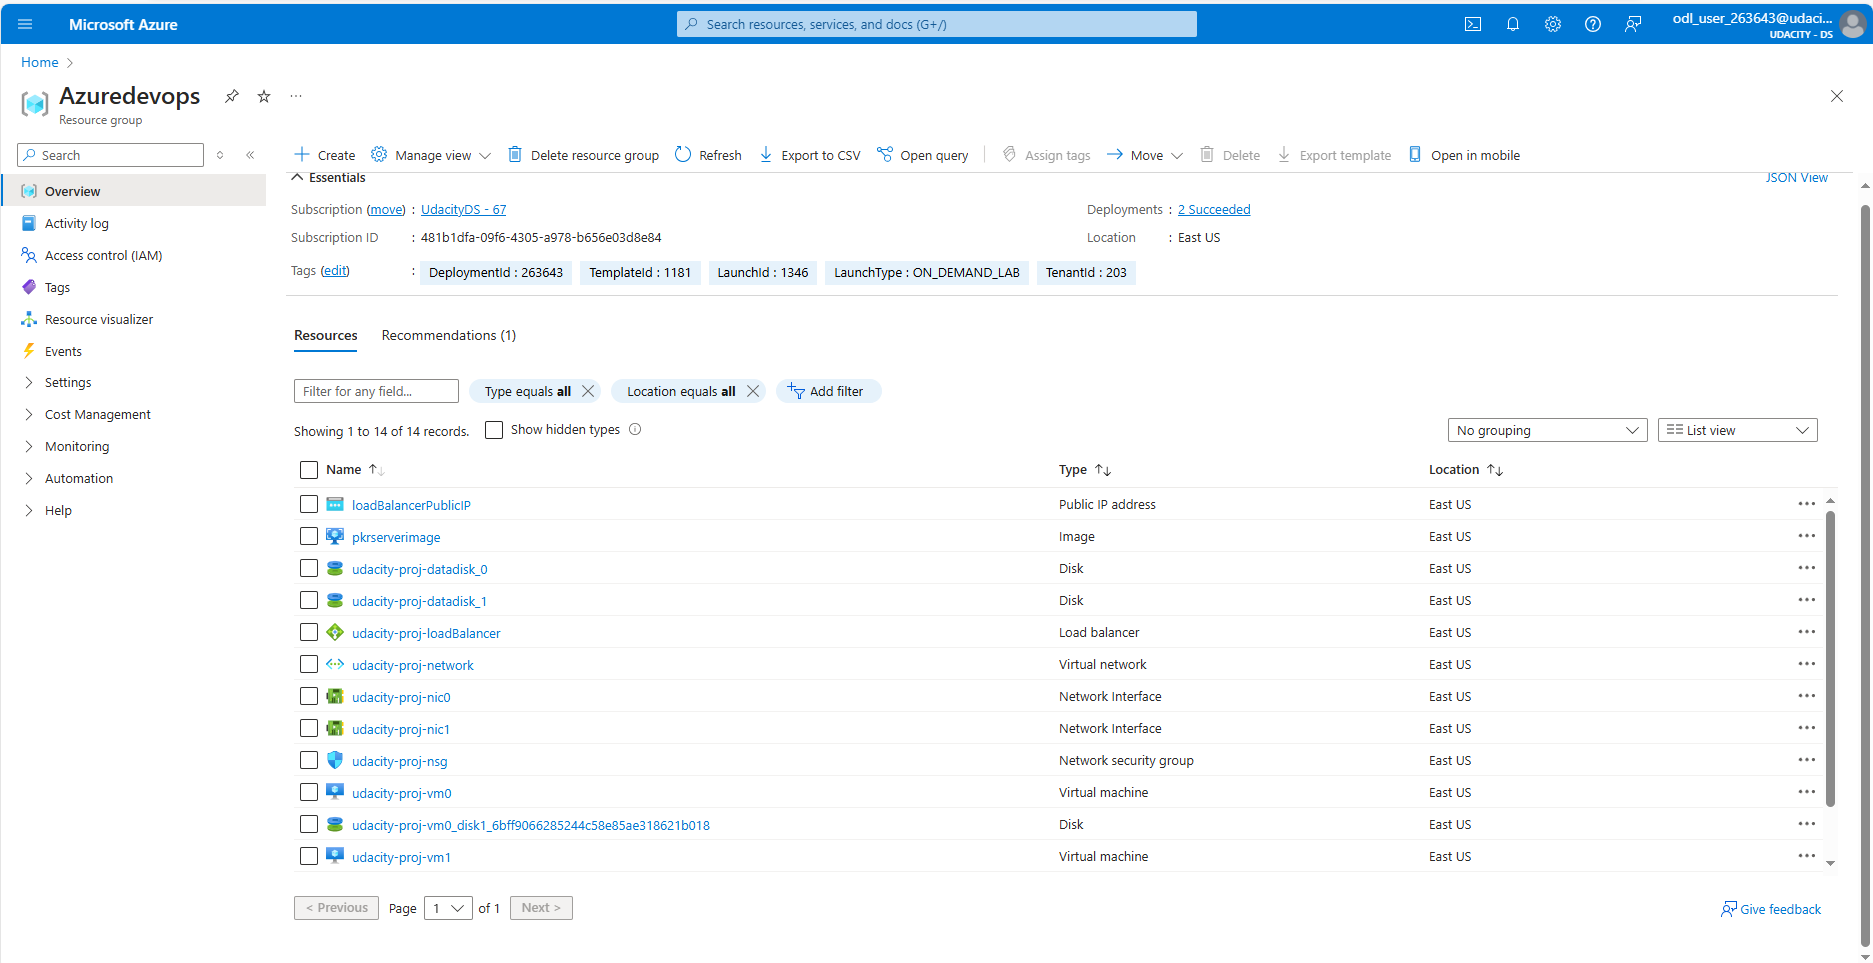 Microsoft Azure
Search resources, services, and docs (G+/)
odl_user_263643@udaci...
UDACITY - DS
Home
Azuredevops
Resource group
Search
Create
Manage view
Delete resource group
Refresh
Export to CSV
Open query
Assign tags
Move
Delete
Export template
Open in mobile
Overview
Activity log
Access control (IAM)
Tags
Resource visualizer
Events
Settings
Cost Management
Monitoring
Automation
Help
Essentials
JSON View
Subscription (move) : UdacityDS - 67
Deployments : 2 Succeeded
Subscription ID : 481b1dfa-09f6-4305-a978-b656e03d8e84
Location : East US
Tags (edit) : DeploymentId : 263643 TemplateId : 1181 LaunchId : 1346 LaunchType : ON_DEMAND_LAB TenantId : 203
Resources Recommendations (1)
Filter for any field...
Type equals all
Location equals all
Add filter
Showing 1 to 14 of 14 records.
Show hidden types
No grouping
List view
Name Type Location
loadBalancerPublicIP Public IP address East US
pkrserverimage Image East US
udacity-proj-datadisk_0 Disk East US
udacity-proj-datadisk_1 Disk East US
udacity-proj-loadBalancer Load balancer East US
udacity-proj-network Virtual network East US
udacity-proj-nic0 Network Interface East US
udacity-proj-nic1 Network Interface East US
udacity-proj-nsg Network security group East US
udacity-proj-vm0 Virtual machine East US
udacity-proj-vm0_disk1_6bff9066285244c58e85ae318621b018 Disk East US
udacity-proj-vm1 Virtual machine East US
< Previous Page 1 of 1 Next >
Give feedback